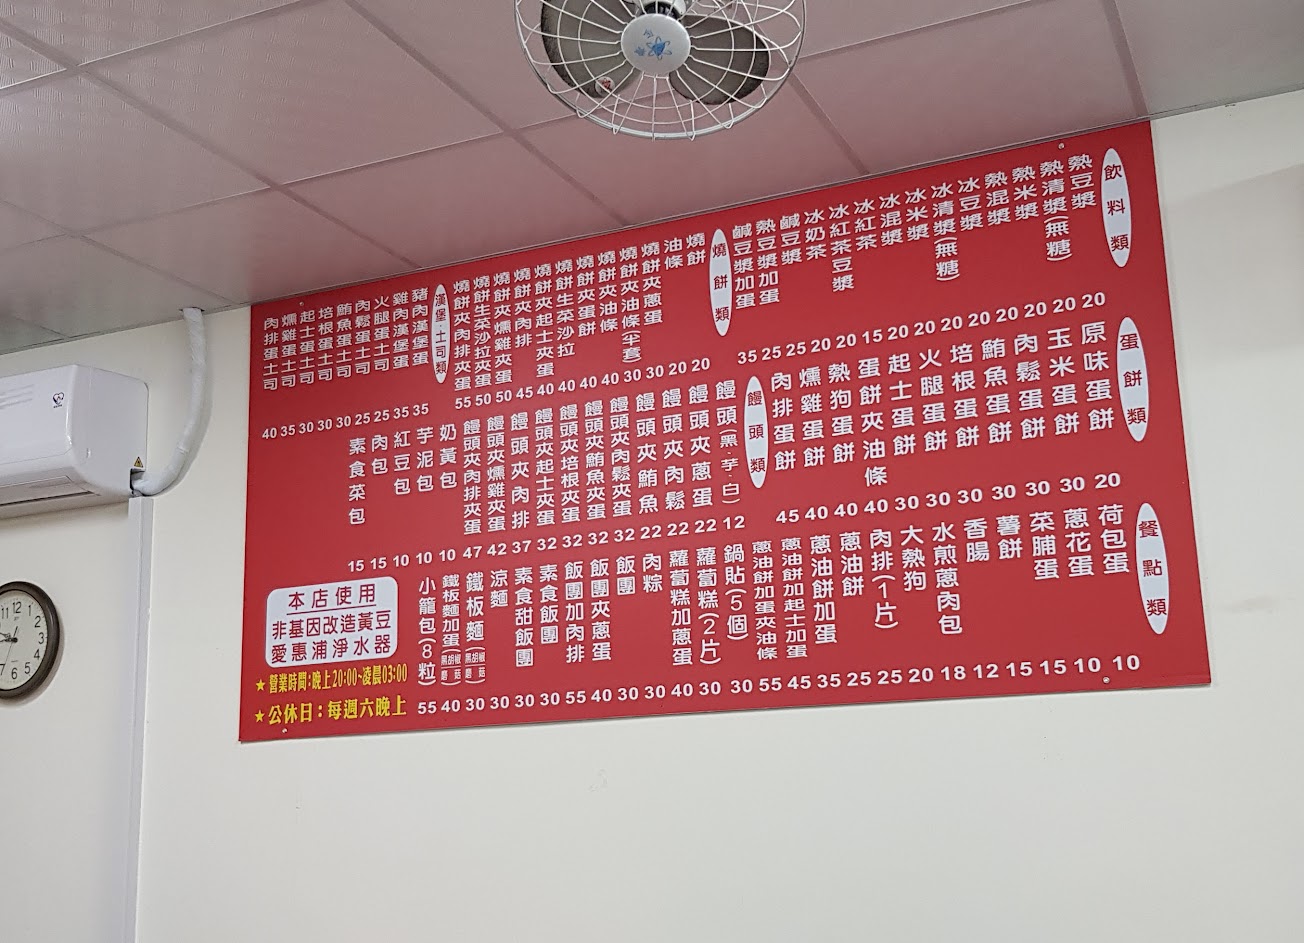 飲料類
熱豆漿 20
熱清漿(無糖) 20
熱米漿 20
熱混漿 20
冰豆漿 20
冰清漿(無糖) 20
冰米漿 20
冰混漿 20
冰紅茶 15
冰紅茶豆漿 20
冰奶茶 20
鹹豆漿 25
熱豆漿加蛋 25
鹹豆漿加蛋 35
燒餅類
燒餅 20
油條 20
燒餅夾蔥蛋 30
燒餅夾油條半套 30
燒餅夾油條 40
燒餅夾蛋餅 40
燒餅生菜沙拉 40
燒餅夾起士夾蛋 40
燒餅夾肉排 45
燒餅夾燻雞夾蛋 50
燒餅生菜沙拉夾蛋 50
燒餅夾肉排夾蛋 55
漢堡·土司類
豬肉漢堡蛋 35
雞肉漢堡蛋 35
火腿蛋土司 25
肉鬆蛋土司 25
鮪魚蛋土司 30
培根蛋土司 30
起士蛋土司 30
燻雞蛋土司 35
肉排蛋土司 40
蛋餅類
原味蛋餅 20
玉米蛋餅 30
肉鬆蛋餅 30
鮪魚蛋餅 30
培根蛋餅 30
火腿蛋餅 30
起士蛋餅 30
蛋餅夾油條 40
熱狗蛋餅 40
燻雞蛋餅 40
肉排蛋餅 45
饅頭類
饅頭(黑·芋·白) 12
饅頭夾蔥蛋 22
饅頭夾肉鬆 22
饅頭夾鮪魚 22
饅頭夾肉鬆夾蛋 32
饅頭夾鮪魚夾蛋 32
饅頭夾培根夾蛋 32
饅頭夾起士夾蛋 32
饅頭夾肉排 37
饅頭夾燻雞夾蛋 42
饅頭夾肉排夾蛋 47
奶黃包 10
芋泥包 10
紅豆包 10
肉包 15
素食菜包 15
餐點類
荷包蛋 10
蔥花蛋 10
菜脯蛋 15
薯餅 15
香腸 12
水煎蔥肉包 18
大熱狗 20
肉排(1片) 25
蔥油餅 25
蔥油餅加蛋 35
蔥油餅加起士加蛋 45
蔥油餅加蛋夾油條 55
鍋貼(5個) 30
蘿蔔糕(2片) 30
蘿蔔糕加蔥蛋 40
肉粽 30
飯團 30
飯團夾蔥蛋 40
飯團加肉排 55
素食飯團 30
素食甜飯團 30
涼麵 30
鐵板麵(黑胡椒 蘑菇) 30
鐵板麵加蛋(黑胡椒 蘑菇) 40
小籠包(8粒) 55
本店使用
非基因改造黃豆
愛惠浦淨水器
★營業時間:晚上20:00~凌晨03:00
★公休日:每週六晚上
11 12 1 2 3 4 5 6 7